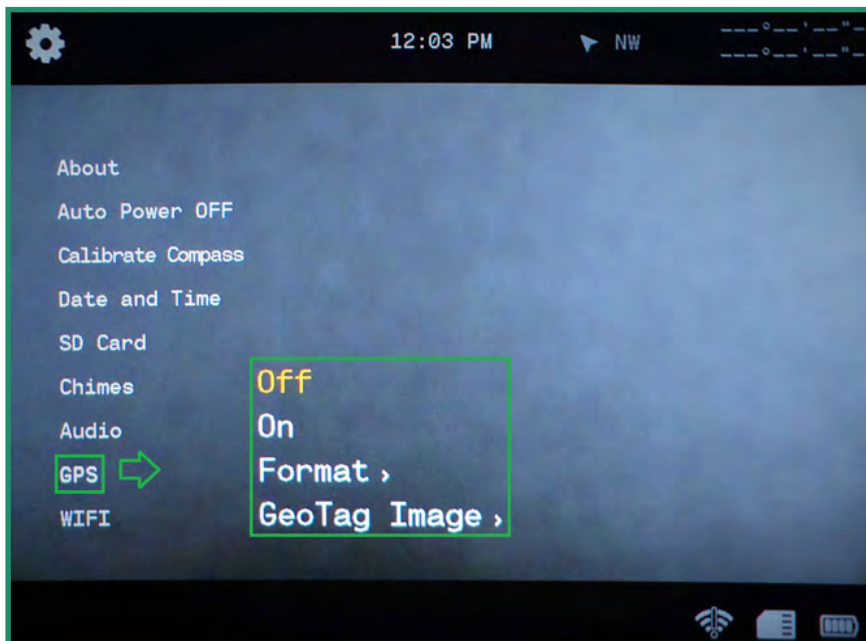 12:03 PM
NW
---°--'--"-
---°--'--"-
About
Auto Power OFF
Calibrate Compass
Date and Time
SD Card
Chimes
Off
Audio
On
GPS
Format ›
WIFI
GeoTag Image ›